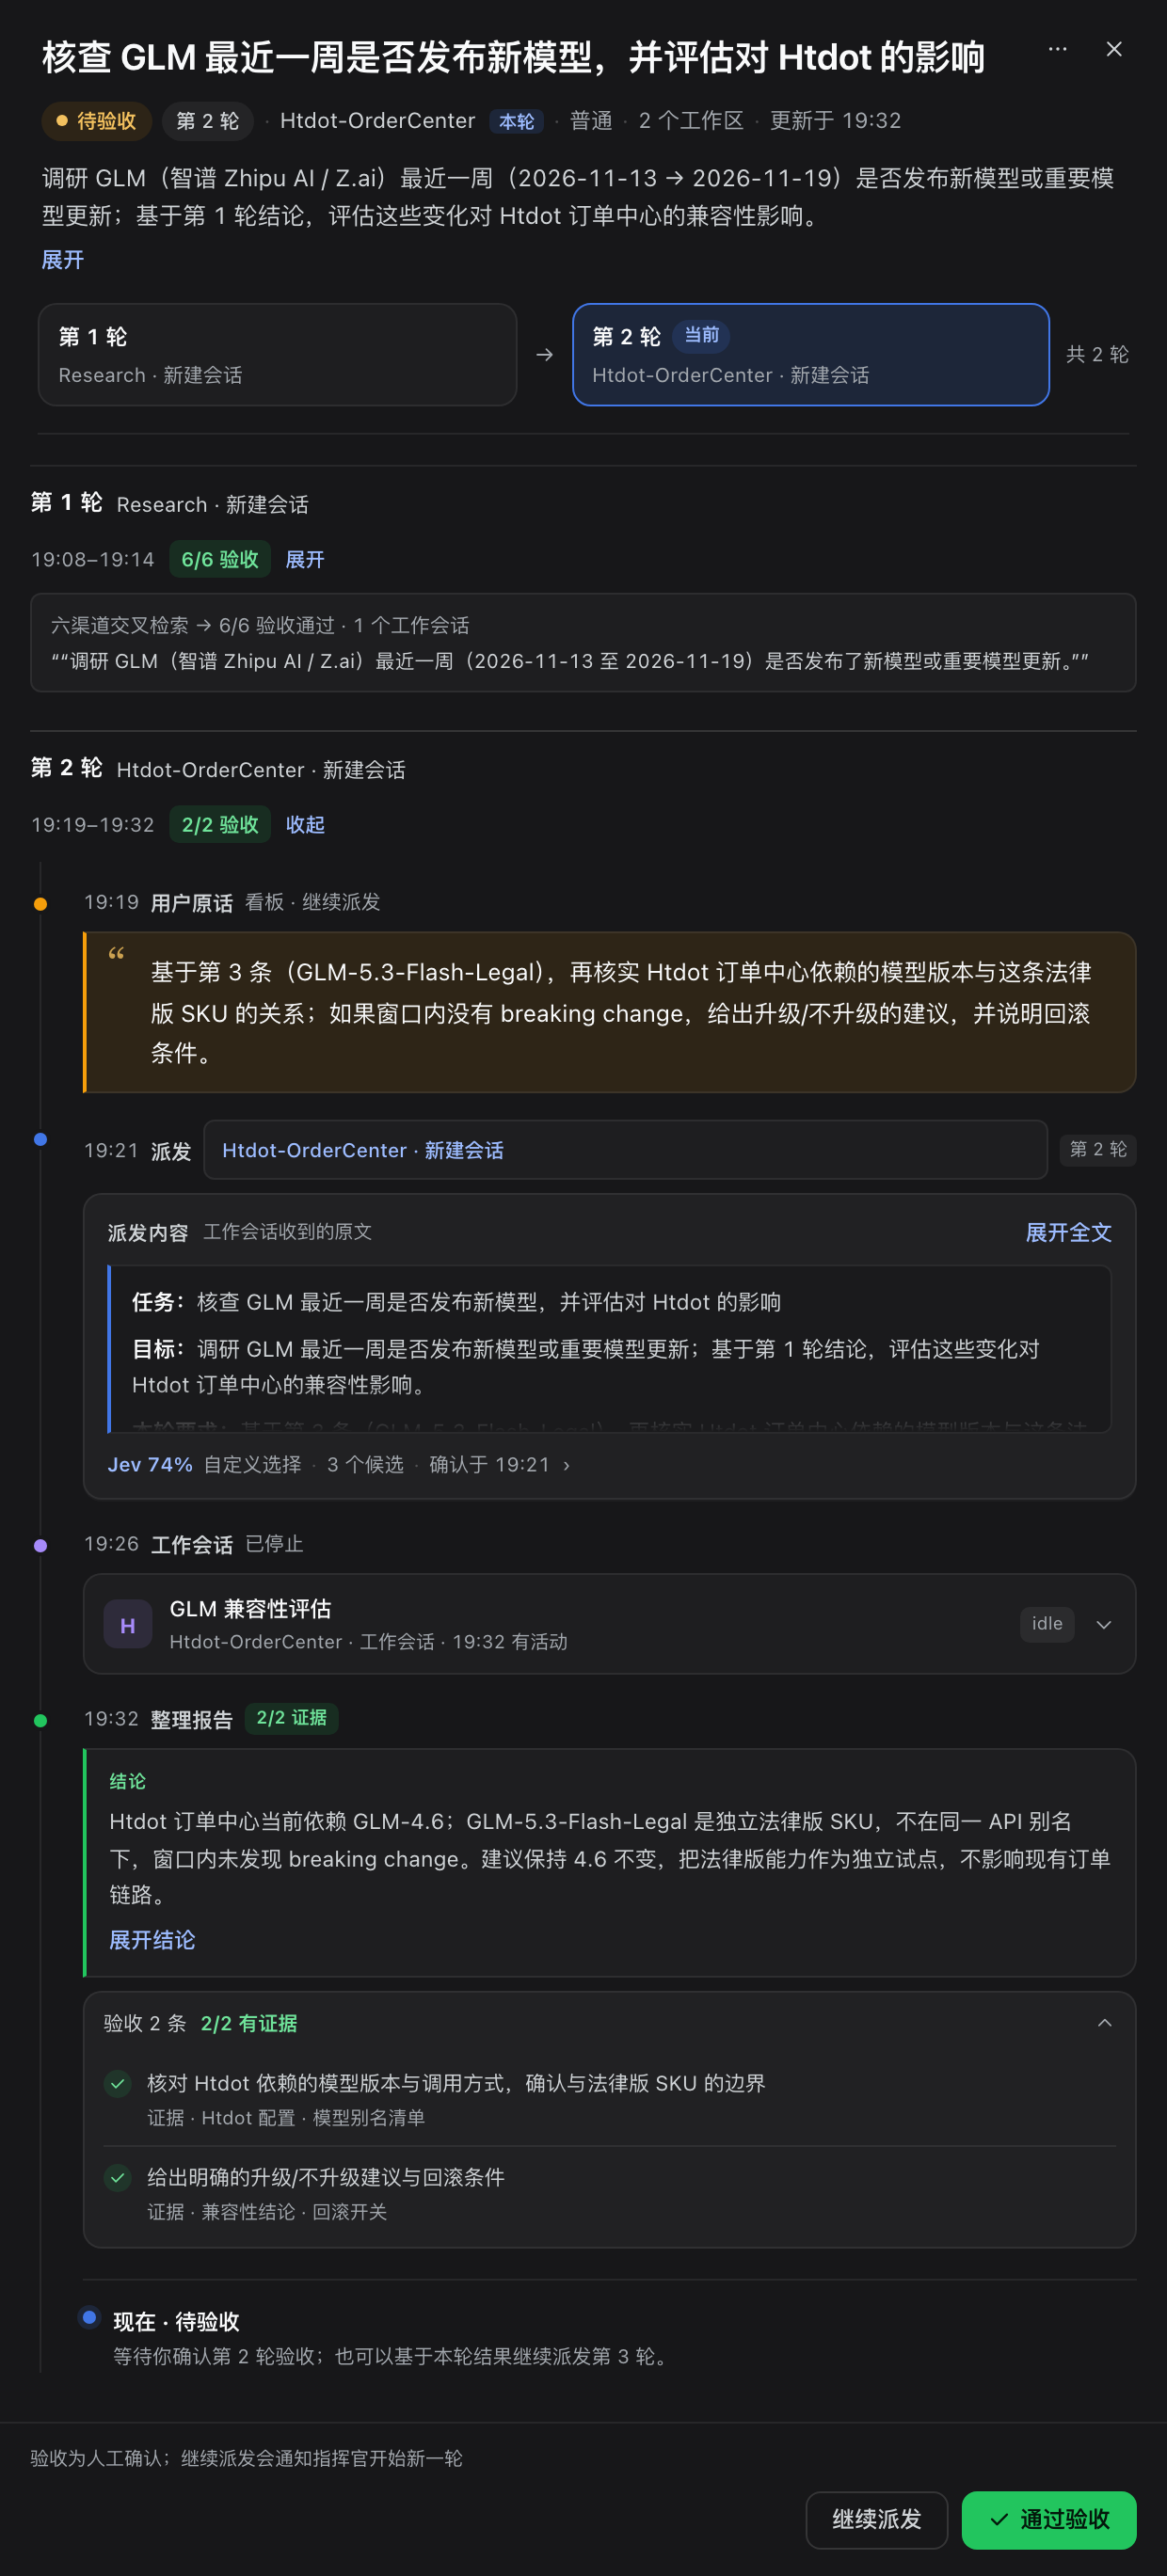 核查 GLM 最近一周是否发布新模型，并评估对 Htdot 的影响
待验收 第 2 轮 · Htdot-OrderCenter 本轮 · 普通 · 2 个工作区 · 更新于 19:32
调研 GLM（智谱 Zhipu AI / Z.ai）最近一周（2026-11-13 → 2026-11-19）是否发布新模型或重要模
型更新；基于第 1 轮结论，评估这些变化对 Htdot 订单中心的兼容性影响。
展开
第 1 轮
Research · 新建会话
→
第 2 轮 当前
Htdot-OrderCenter · 新建会话
共 2 轮
第 1 轮 Research · 新建会话
19:08–19:14 6/6 验收 展开
六渠道交叉检索 → 6/6 验收通过 · 1 个工作会话
““调研 GLM（智谱 Zhipu AI / Z.ai）最近一周（2026-11-13 至 2026-11-19）是否发布了新模型或重要模型更新。””
第 2 轮 Htdot-OrderCenter · 新建会话
19:19–19:32 2/2 验收 收起
19:19 用户原话 看板 · 继续派发
“ 基于第 3 条（GLM-5.3-Flash-Legal），再核实 Htdot 订单中心依赖的模型版本与这条法律
版 SKU 的关系；如果窗口内没有 breaking change，给出升级/不升级的建议，并说明回滚
条件。
19:21 派发 Htdot-OrderCenter · 新建会话 第 2 轮
派发内容 工作会话收到的原文 展开全文
任务：核查 GLM 最近一周是否发布新模型，并评估对 Htdot 的影响
目标：调研 GLM 最近一周是否发布新模型或重要模型更新；基于第 1 轮结论，评估这些变化对
Htdot 订单中心的兼容性影响。
本轮要求：基于第 3 条（GLM-5.3-Flash-Legal），再核实 Htdot 订单中心依赖的模型版本与这条法
Jev 74% 自定义选择 · 3 个候选 · 确认于 19:21 ›
19:26 工作会话 已停止
H
GLM 兼容性评估
Htdot-OrderCenter · 工作会话 · 19:32 有活动
idle
19:32 整理报告 2/2 证据
结论
Htdot 订单中心当前依赖 GLM-4.6；GLM-5.3-Flash-Legal 是独立法律版 SKU，不在同一 API 别名
下，窗口内未发现 breaking change。建议保持 4.6 不变，把法律版能力作为独立试点，不影响现有订单
链路。
展开结论
验收 2 条 2/2 有证据
核对 Htdot 依赖的模型版本与调用方式，确认与法律版 SKU 的边界
证据 · Htdot 配置 · 模型别名清单
给出明确的升级/不升级建议与回滚条件
证据 · 兼容性结论 · 回滚开关
现在 · 待验收
等待你确认第 2 轮验收；也可以基于本轮结果继续派发第 3 轮。
验收为人工确认；继续派发会通知指挥官开始新一轮
继续派发 通过验收